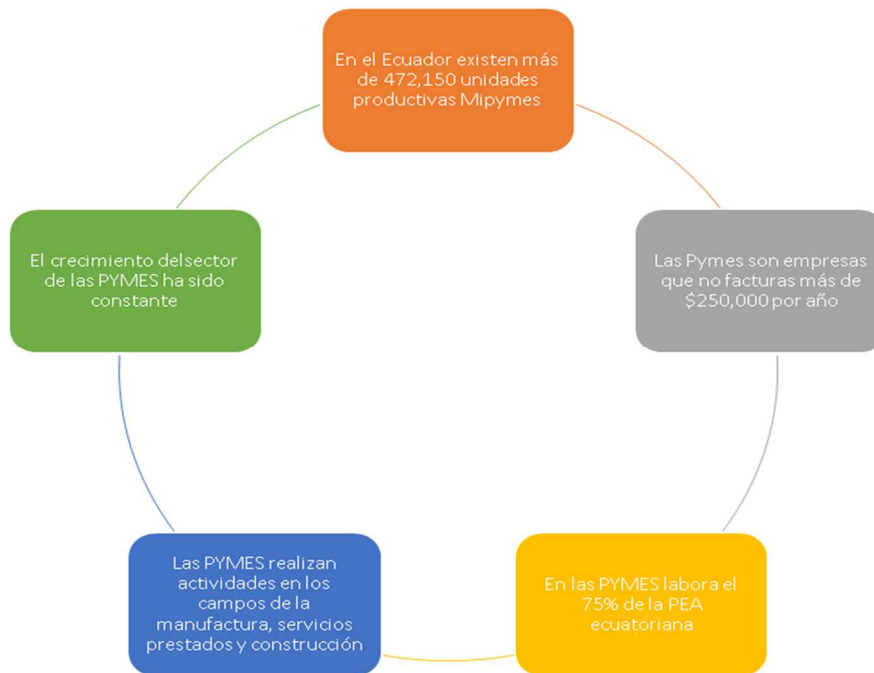 En el Ecuador existen más
de 472,150 unidades
productivas Mipymes
Las Pymes son empresas
que no facturas más de
$250,000 por año
En las PYMES labora el
75% de la PEA
ecuatoriana
Las PYMES realizan
actividades en los
campos de la
manufactura, servicios
prestados y construcción
El crecimiento delsector
de las PYMES ha sido
constante